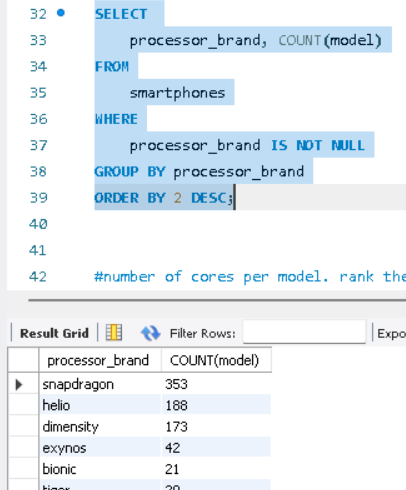 32 SELECT
33 processor_brand, COUNT(model)
34 FROM
35 smartphones
36 WHERE
37 processor_brand IS NOT NULL
38 GROUP BY processor_brand
39 ORDER BY 2 DESC;
40
41
42 #number of cores per model. rank the
Result Grid Filter Rows: Expo
processor_brand COUNT(model)
snapdragon 353
helio 188
dimensity 173
exynos 42
bionic 21